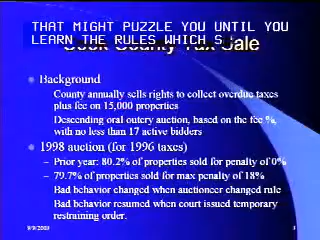 THAT MIGHT PUZZLE YOU UNTIL YOU
LEARN THE RULES WHICH S
Cook County Tax Sale
Background
County annually sells rights to collect overdue taxes
plus fee on 15,000 properties
Descending oral outcry auction, based on the fee %,
with no less than 17 active bidders
1998 auction (for 1996 taxes)
– Prior year: 80.2% of properties sold for penalty of 0%
– 79.7% of properties sold for max penalty of 18%
Bad behavior changed when auctioneer changed rule
Bad behavior resumed when court issued temporary
restraining order.